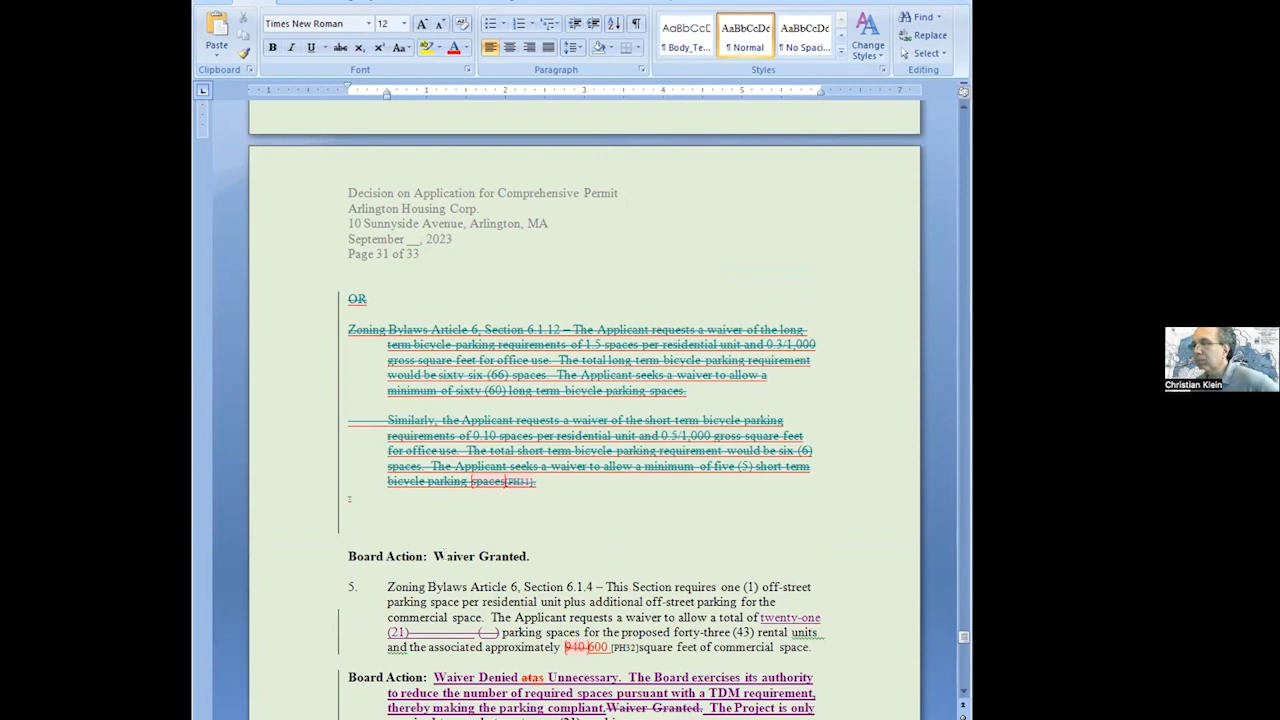 Times New Roman 12
Find
Replace
Select
Paste
B I U abc x x Aa A
AaBbCcDc AaBbCcDc AaBbCcDc
¶ Body_Te... ¶ Normal ¶ No Spaci...
Change
Styles
Clipboard Font Paragraph Styles Editing
1 1 2 3 4 5 7
Decision on Application for Comprehensive Permit
Arlington Housing Corp.
10 Sunnyside Avenue, Arlington, MA
September __, 2023
Page 31 of 33
OR
Zoning Bylaws Article 6, Section 6.1.12 – The Applicant requests a waiver of the long
term bicycle parking requirements of 1.5 spaces per residential unit and 0.3/1,000
gross square feet for office use. The total long term bicycle parking requirement
would be sixty six (66) spaces. The Applicant seeks a waiver to allow a
minimum of sixty (60) long term bicycle parking spaces.
Similarly, the Applicant requests a waiver of the short term bicycle parking
requirements of 0.10 spaces per residential unit and 0.5/1,000 gross square feet
for office use. The total short term bicycle parking requirement would be six (6)
spaces. The Applicant seeks a waiver to allow a minimum of five (5) short term
bicycle parking spaces[PH31].
Board Action: Waiver Granted.
5. Zoning Bylaws Article 6, Section 6.1.4 – This Section requires one (1) off-street
parking space per residential unit plus additional off-street parking for the
commercial space. The Applicant requests a waiver to allow a total of twenty-one
(21) ( ) parking spaces for the proposed forty-three (43) rental units
and the associated approximately 940 600 [PH32]square feet of commercial space.
Board Action: Waiver Denied atas Unnecessary. The Board exercises its authority
to reduce the number of required spaces pursuant with a TDM requirement,
thereby making the parking compliant.Waiver Granted. The Project is only
Christian Klein